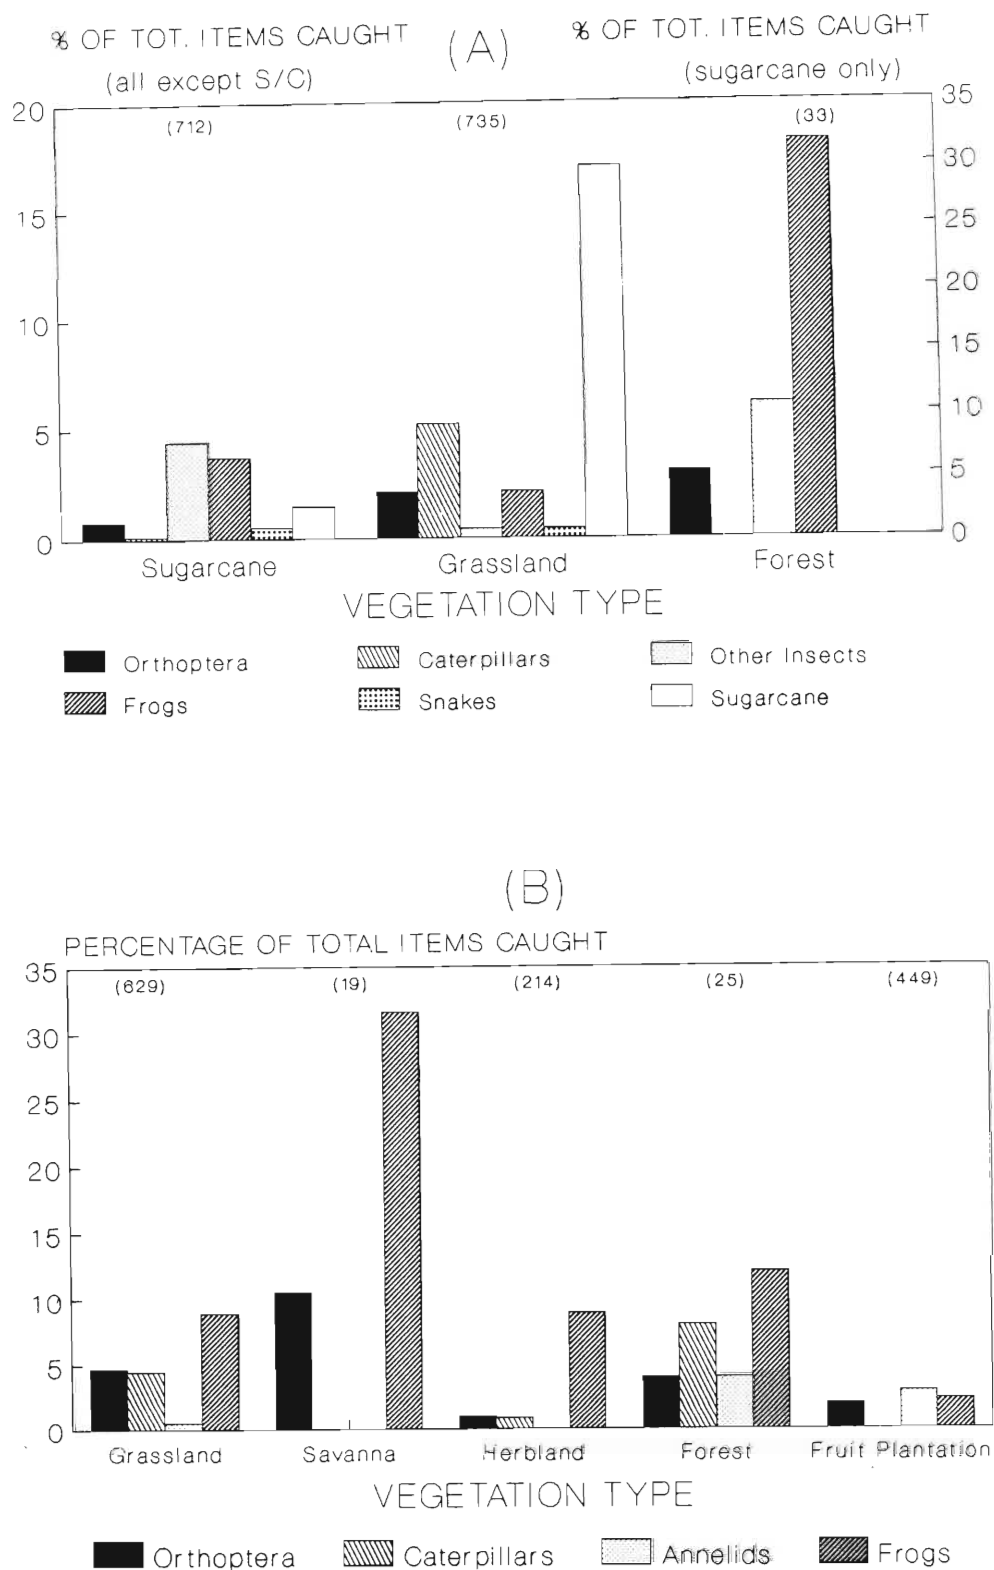 (A)
% OF TOT. ITEMS CAUGHT
(all except S/C)
% OF TOT. ITEMS CAUGHT
(sugarcane only)
20
15
10
5
0
35
30
25
20
15
10
5
0
(712)
(735)
(33)
Sugarcane
Grassland
Forest
VEGETATION TYPE
Orthoptera
Caterpillars
Other Insects
Frogs
Snakes
Sugarcane
(B)
PERCENTAGE OF TOTAL ITEMS CAUGHT
35
30
25
20
15
10
5
0
(629)
(19)
(214)
(25)
(449)
Grassland
Savanna
Herbland
Forest
Fruit Plantation
VEGETATION TYPE
Orthoptera
Caterpillars
Annelids
Frogs